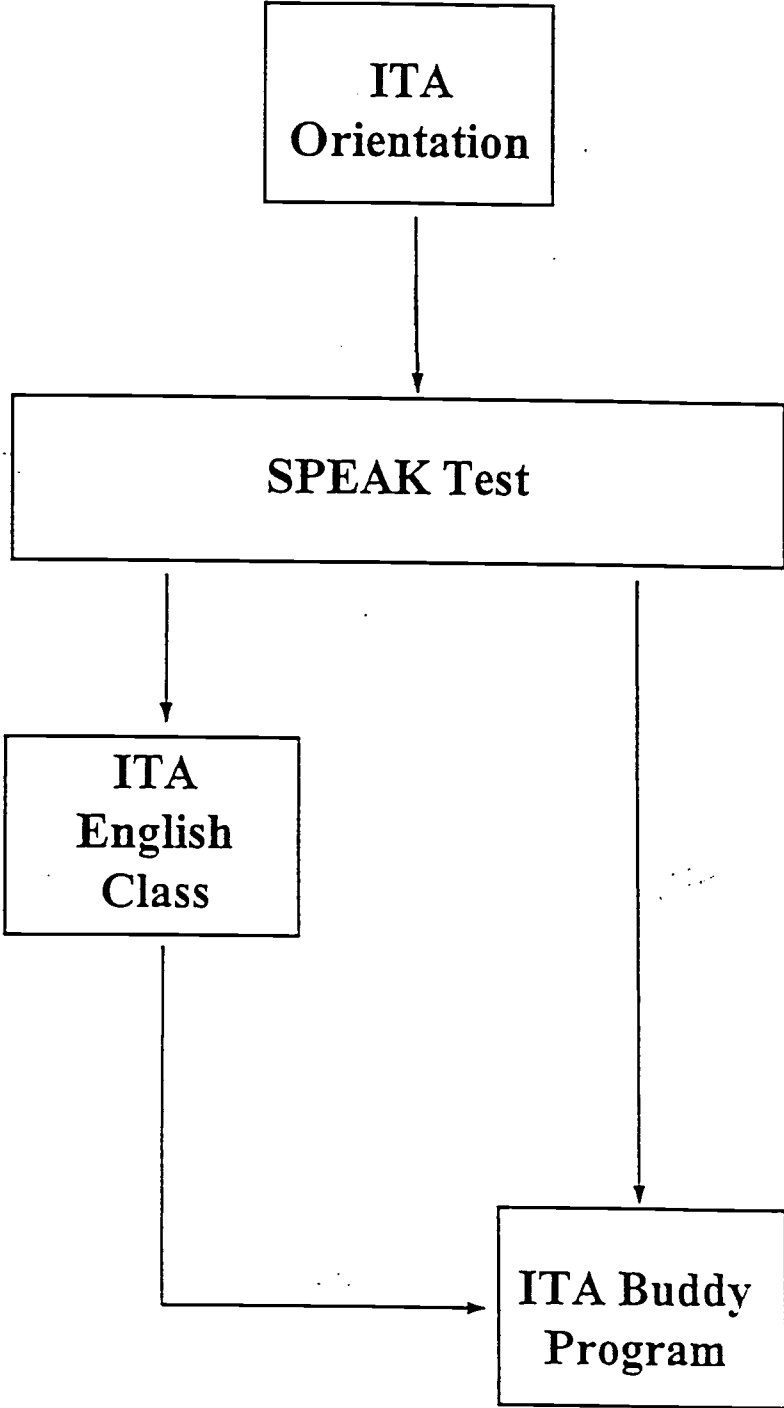 ITA
Orientation
SPEAK Test
ITA
English
Class
ITA Buddy
Program